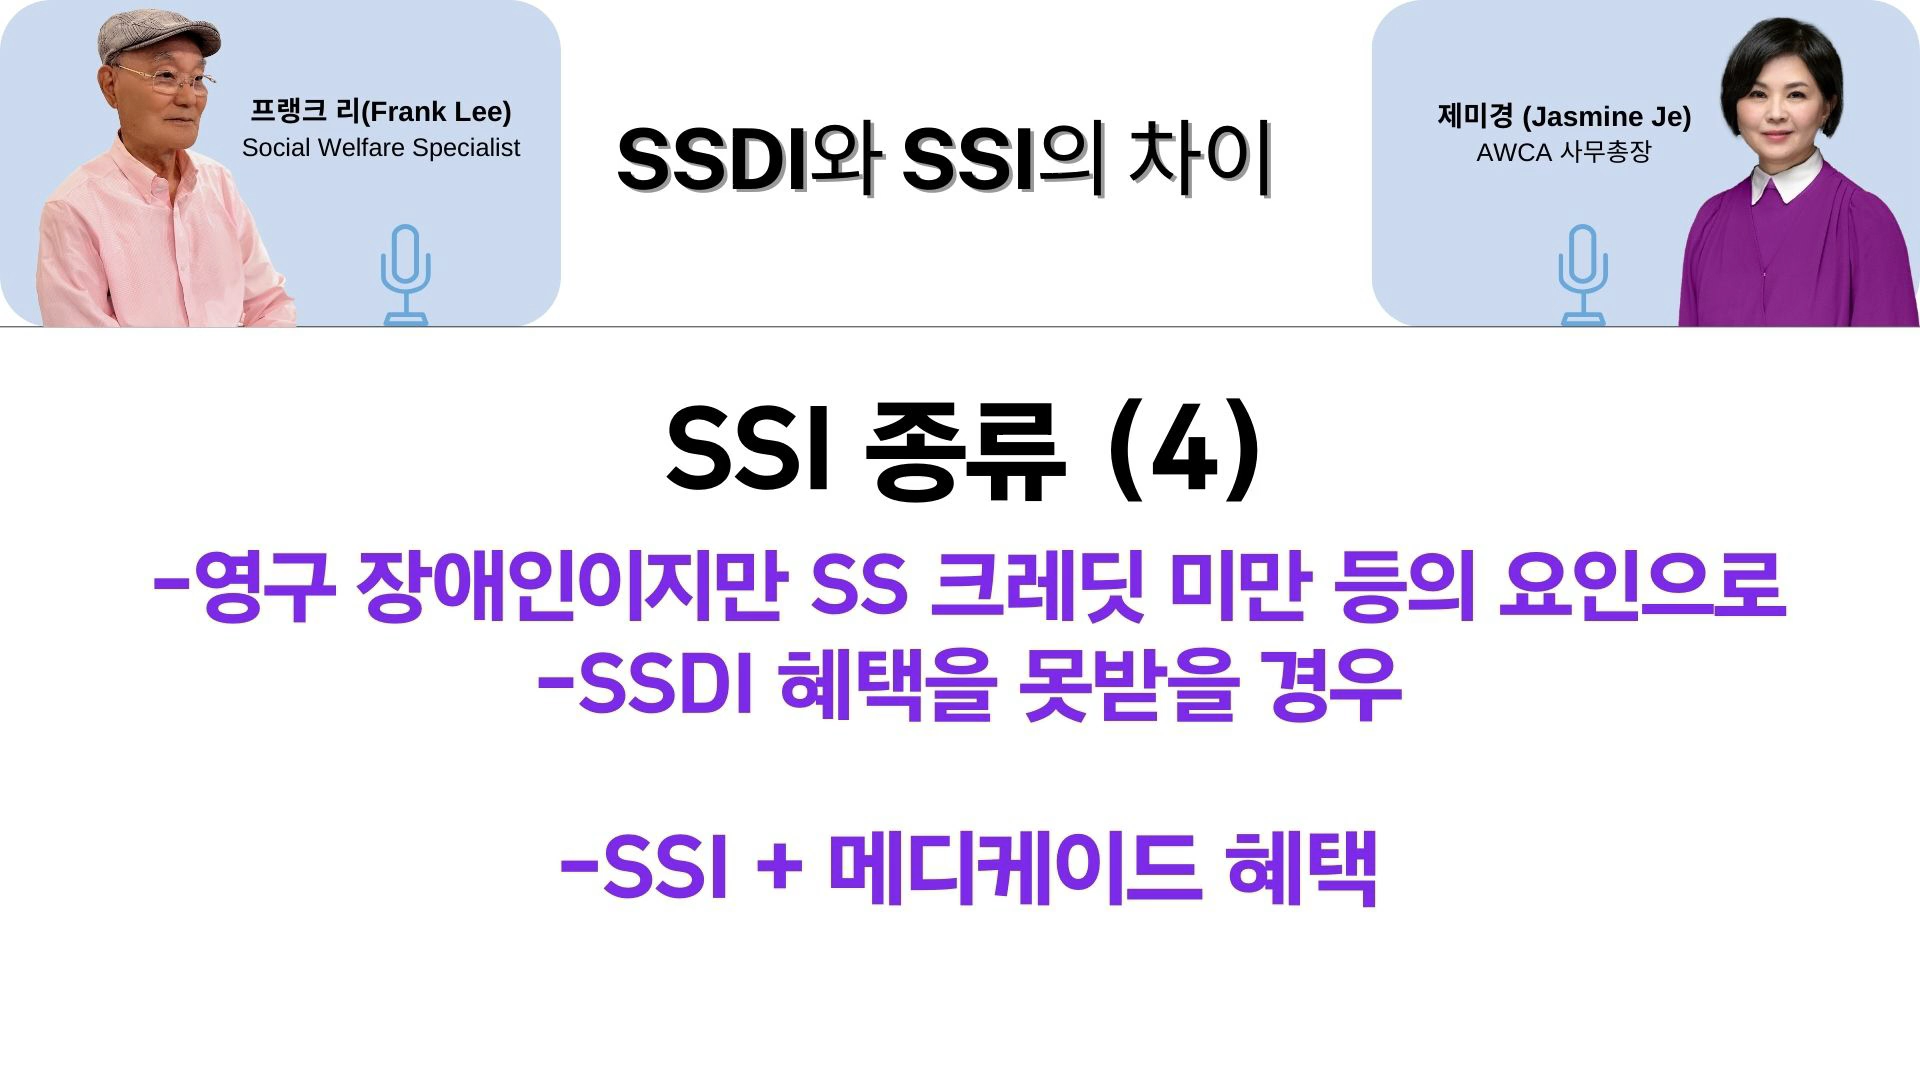 프랭크 리(Frank Lee)
Social Welfare Specialist
SSDI와 SSI의 차이
제미경 (Jasmine Je)
AWCA 사무총장
SSI 종류 (4)
-영구 장애인이지만 SS 크레딧 미만 등의 요인으로
-SSDI 혜택을 못받을 경우
-SSI + 메디케이드 혜택